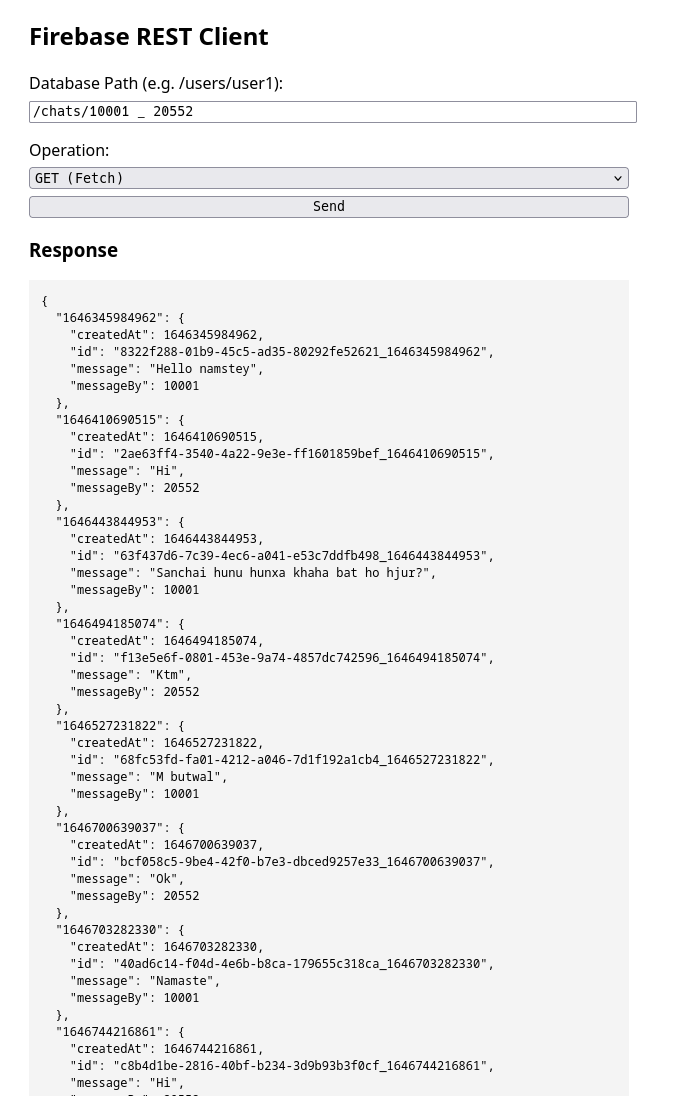 Firebase REST Client
Database Path (e.g. /users/user1):
/chats/10001 _ 20552
Operation:
GET (Fetch)
Send
Response
{
  "1646345984962": {
    "createdAt": 1646345984962,
    "id": "8322f288-01b9-45c5-ad35-80292fe52621_1646345984962",
    "message": "Hello namstey",
    "messageBy": 10001
  },
  "1646410690515": {
    "createdAt": 1646410690515,
    "id": "2ae63ff4-3540-4a22-9e3e-ff1601859bef_1646410690515",
    "message": "Hi",
    "messageBy": 20552
  },
  "1646443844953": {
    "createdAt": 1646443844953,
    "id": "63f437d6-7c39-4ec6-a041-e53c7ddfb498_1646443844953",
    "message": "Sanchai hunu hunxa khaha bat ho hjur?",
    "messageBy": 10001
  },
  "1646494185074": {
    "createdAt": 1646494185074,
    "id": "f13e5e6f-0801-453e-9a74-4857dc742596_1646494185074",
    "message": "Ktm",
    "messageBy": 20552
  },
  "1646527231822": {
    "createdAt": 1646527231822,
    "id": "68fc53fd-fa01-4212-a046-7d1f192a1cb4_1646527231822",
    "message": "M butwal",
    "messageBy": 10001
  },
  "1646700639037": {
    "createdAt": 1646700639037,
    "id": "bcf058c5-9be4-42f0-b7e3-dbced9257e33_1646700639037",
    "message": "Ok",
    "messageBy": 20552
  },
  "1646703282330": {
    "createdAt": 1646703282330,
    "id": "40ad6c14-f04d-4e6b-b8ca-179655c318ca_1646703282330",
    "message": "Namaste",
    "messageBy": 10001
  },
  "1646744216861": {
    "createdAt": 1646744216861,
    "id": "c8b4d1be-2816-40bf-b234-3d9b93b3f0cf_1646744216861",
    "message": "Hi",